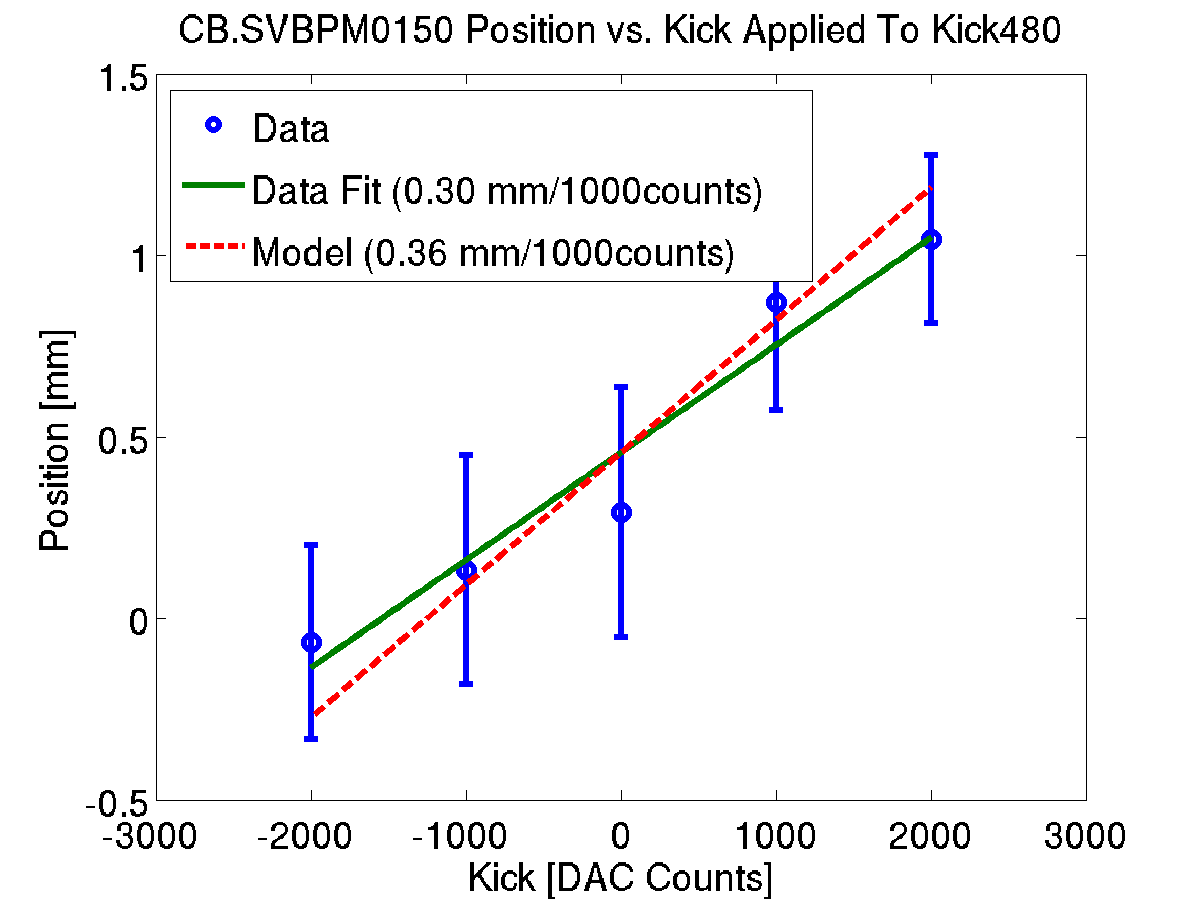 CB.SVBPM0150 Position vs. Kick Applied To Kick480
1.5
Data
Data Fit (0.30 mm/1000counts)
Model (0.36 mm/1000counts)
1
Position [mm]
0.5
0
-0.5
-3000 -2000 -1000 0 1000 2000 3000
Kick [DAC Counts]